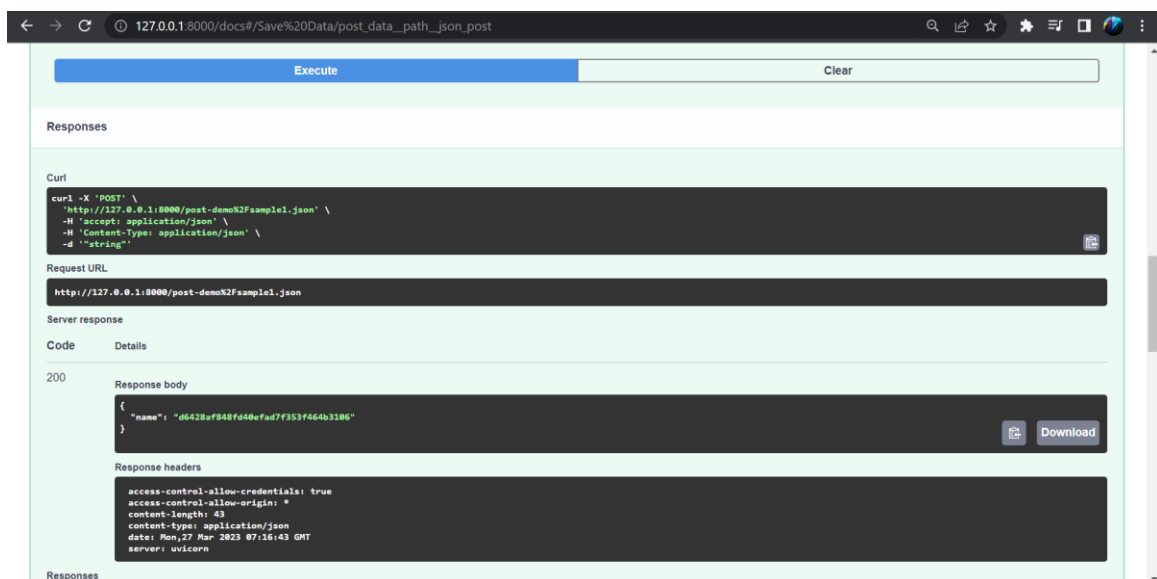 127.0.0.1:8000/docs#/Save%20Data/post_data__path__json_post
Execute Clear
Responses
Curl
curl -X 'POST' \
'http://127.0.0.1:8000/post-demo%2Fsample1.json' \
-H 'accept: application/json' \
-H 'Content-Type: application/json' \
-d '"string"'
Request URL
http://127.0.0.1:8000/post-demo%2Fsample1.json
Server response
Code Details
200
Response body
{
"name": "d6428af848fd40efad7f353f464b3106"
}
Download
Response headers
access-control-allow-credentials: true
access-control-allow-origin: *
content-length: 43
content-type: application/json
date: Mon,27 Mar 2023 07:16:43 GMT
server: uvicorn
Responses